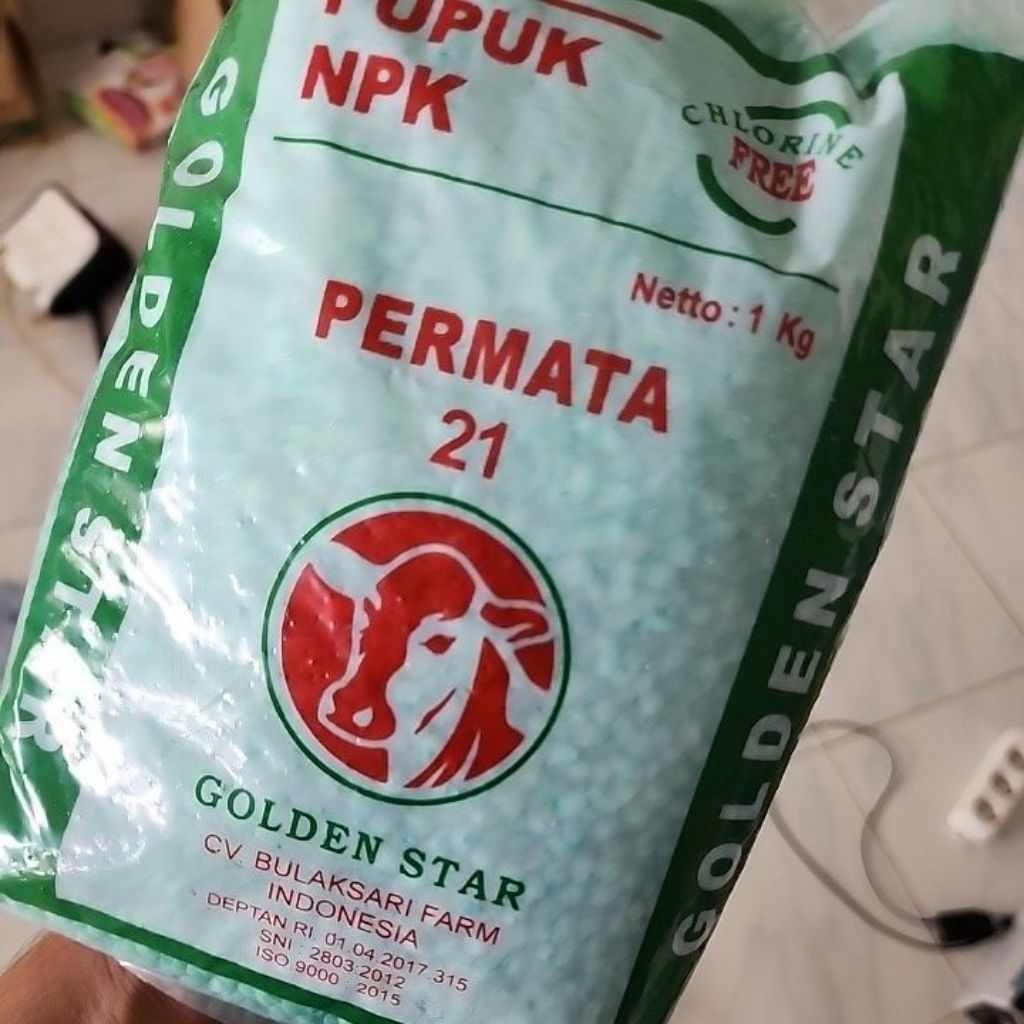 PUPUK
NPK
CHLORINE
FREE
Netto : 1 Kg
PERMATA
21
GOLDEN STAR
CV. BULAKSARI FARM
INDONESIA
DEPTAN RI. 01.04.2017.315
SNI : 2803:2012
ISO 9000 : 2015
GOLDEN STAR
GOLDEN STAR